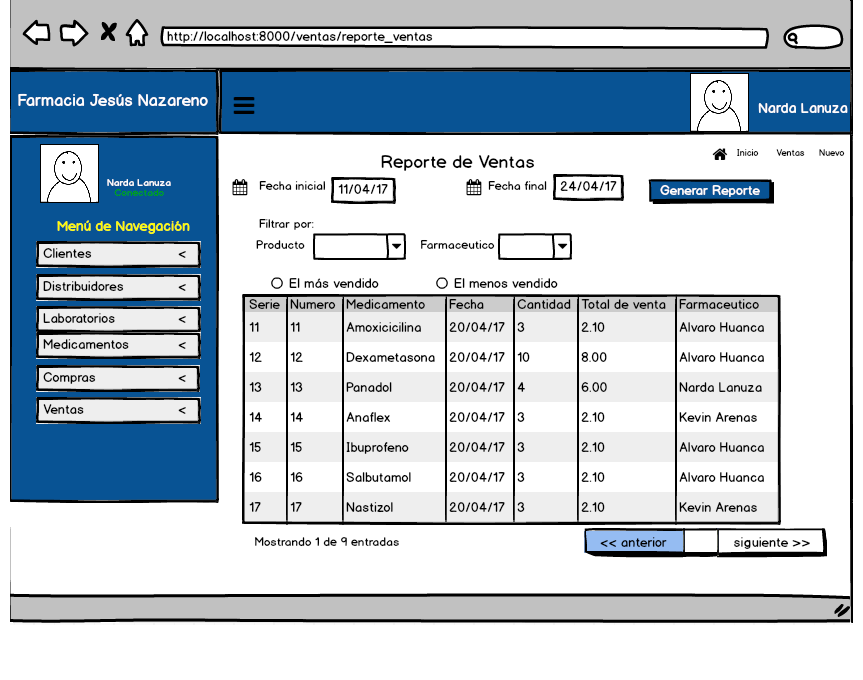 http://localhost:8000/ventas/reporte_ventas
Farmacia Jesús Nazareno
Narda Lanuza
Narda Lanuza
Conectado
Menú de Navegación
Clientes <
Distribuidores <
Laboratorios <
Medicamentos <
Compras <
Ventas <
Inicio Ventas Nuevo
Reporte de Ventas
Fecha inicial 11/04/17 Fecha final 24/04/17 Generar Reporte
Filtrar por:
Producto Farmaceutico
El más vendido El menos vendido
Serie Numero Medicamento Fecha Cantidad Total de venta Farmaceutico
11 11 Amoxicicilina 20/04/17 3 2.10 Alvaro Huanca
12 12 Dexametasona 20/04/17 10 8.00 Alvaro Huanca
13 13 Panadol 20/04/17 4 6.00 Narda Lanuza
14 14 Anaflex 20/04/17 3 2.10 Kevin Arenas
15 15 Ibuprofeno 20/04/17 3 2.10 Alvaro Huanca
16 16 Salbutamol 20/04/17 3 2.10 Alvaro Huanca
17 17 Nastizol 20/04/17 3 2.10 Kevin Arenas
Mostrando 1 de 9 entradas
<< anterior siguiente >>